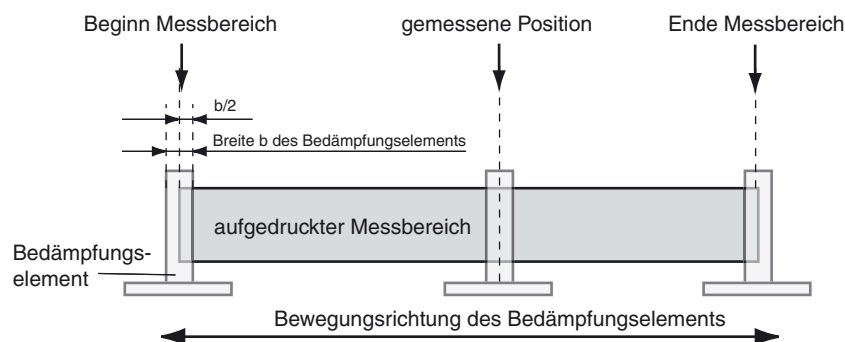 Beginn Messbereich
gemessene Position
Ende Messbereich
b/2
Breite b des Bedämpfungselements
aufgedruckter Messbereich
Bedämpfungs-
element
Bewegungsrichtung des Bedämpfungselements